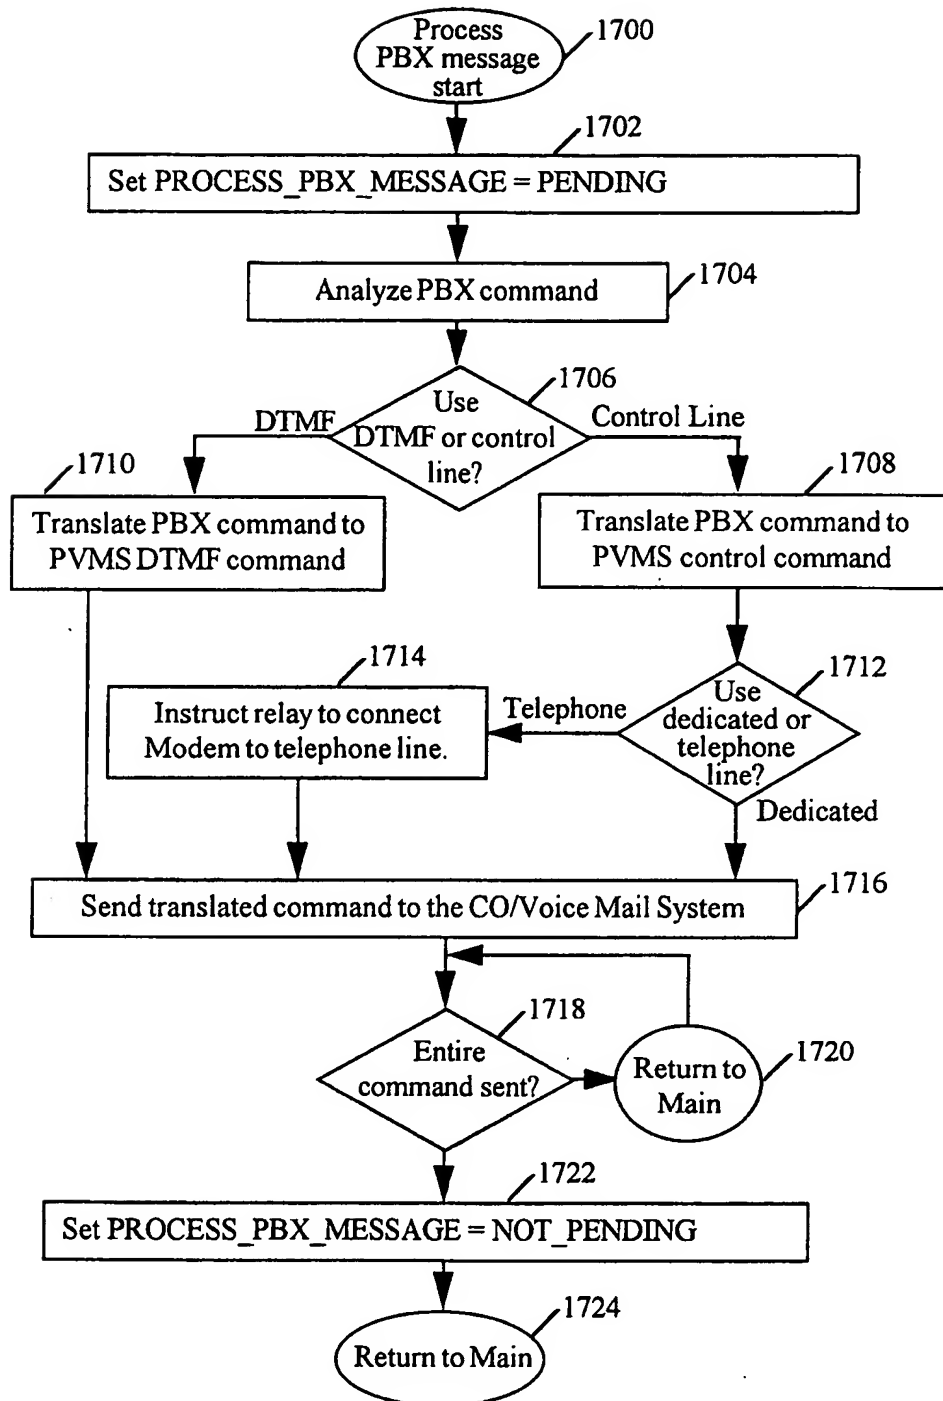 Process
PBX message
start
1700
1702
Set PROCESS_PBX_MESSAGE = PENDING
Analyze PBX command
1704
1706
Use
DTMF or control
line?
DTMF
Control Line
1710
Translate PBX command to
PVMS DTMF command
1708
Translate PBX command to
PVMS control command
1714
Instruct relay to connect
Modem to telephone line.
Telephone
1712
Use
dedicated or
telephone
line?
Dedicated
Send translated command to the CO/Voice Mail System
1716
1718
Entire
command sent?
Return to
Main
1720
1722
Set PROCESS_PBX_MESSAGE = NOT_PENDING
1724
Return to Main